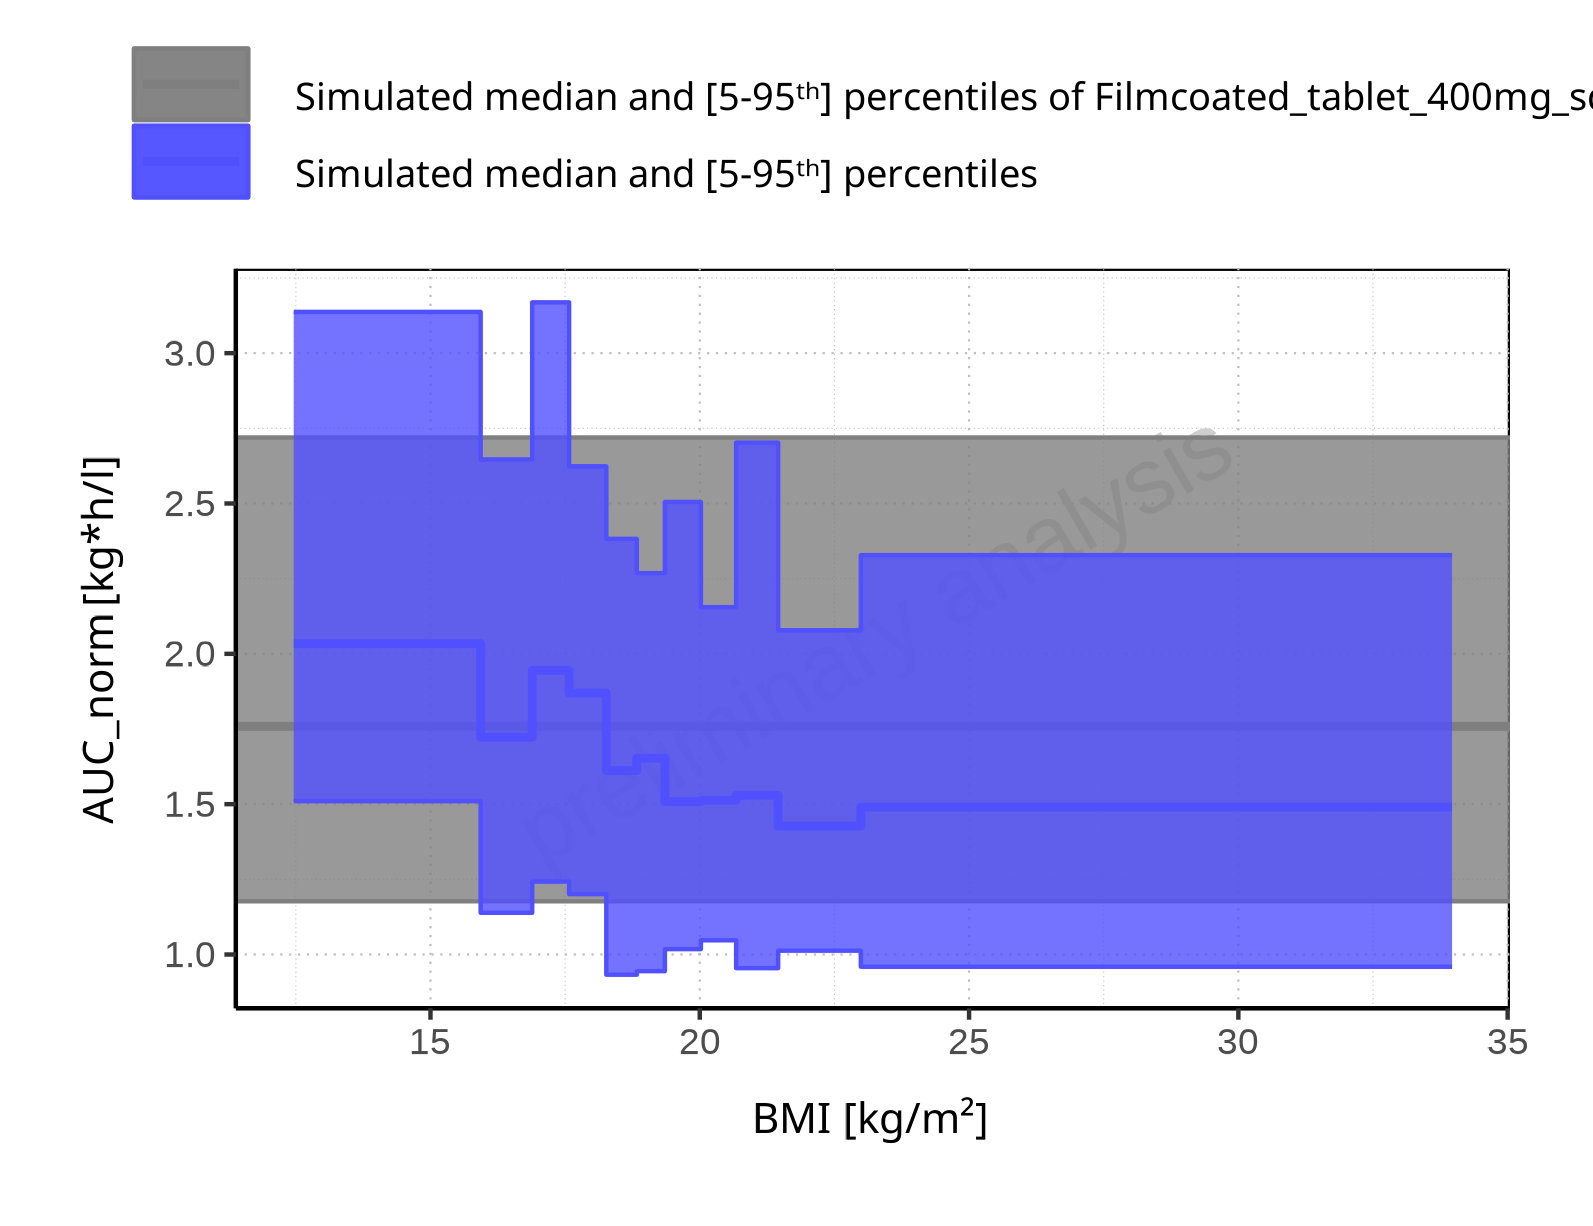 Simulated median and [5-95ᵗʰ] percentiles of Filmcoated_tablet_400mg_
Simulated median and [5-95ᵗʰ] percentiles
AUC_norm [kg*h/l]
3.0
2.5
2.0
1.5
1.0
preliminary analysis
15 20 25 30 35
BMI [kg/m²]